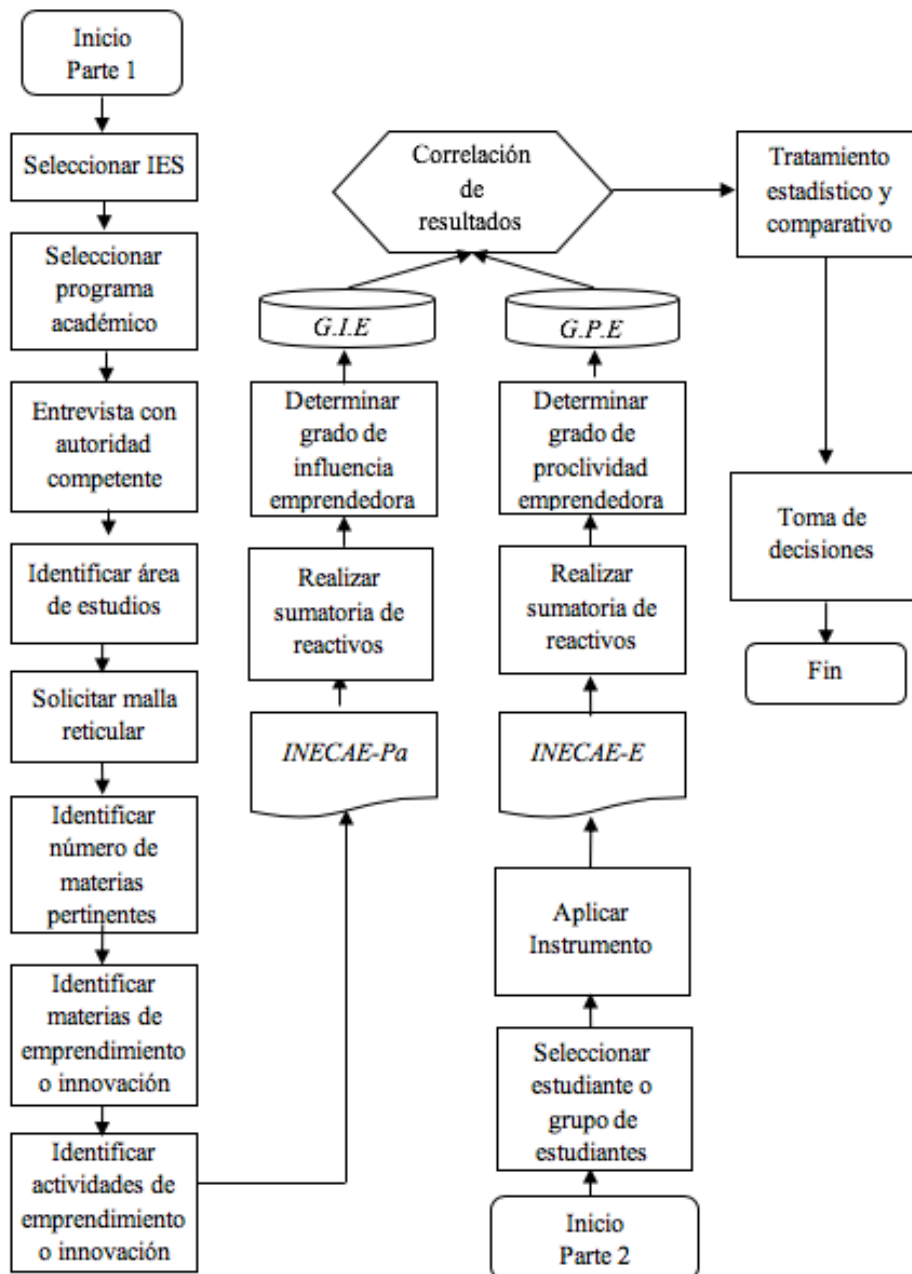 Inicio
Parte 1
Seleccionar IES
Seleccionar
programa
académico
Entrevista con
autoridad
competente
Identificar área
de estudios
Solicitar malla
reticular
Identificar
número de
materias
pertinentes
Identificar
materias de
emprendimiento
o innovación
Identificar
actividades de
emprendimiento
o innovación
INECAE-Pa
Realizar
sumatoria de
reactivos
Determinar
grado de
influencia
emprendedora
G.I.E
Inicio
Parte 2
Seleccionar
estudiante o
grupo de
estudiantes
Aplicar
Instrumento
INECAE-E
Realizar
sumatoria de
reactivos
Determinar
grado de
proclividad
emprendedora
G.P.E
Correlación
de
resultados
Tratamiento
estadístico y
comparativo
Toma de
decisiones
Fin